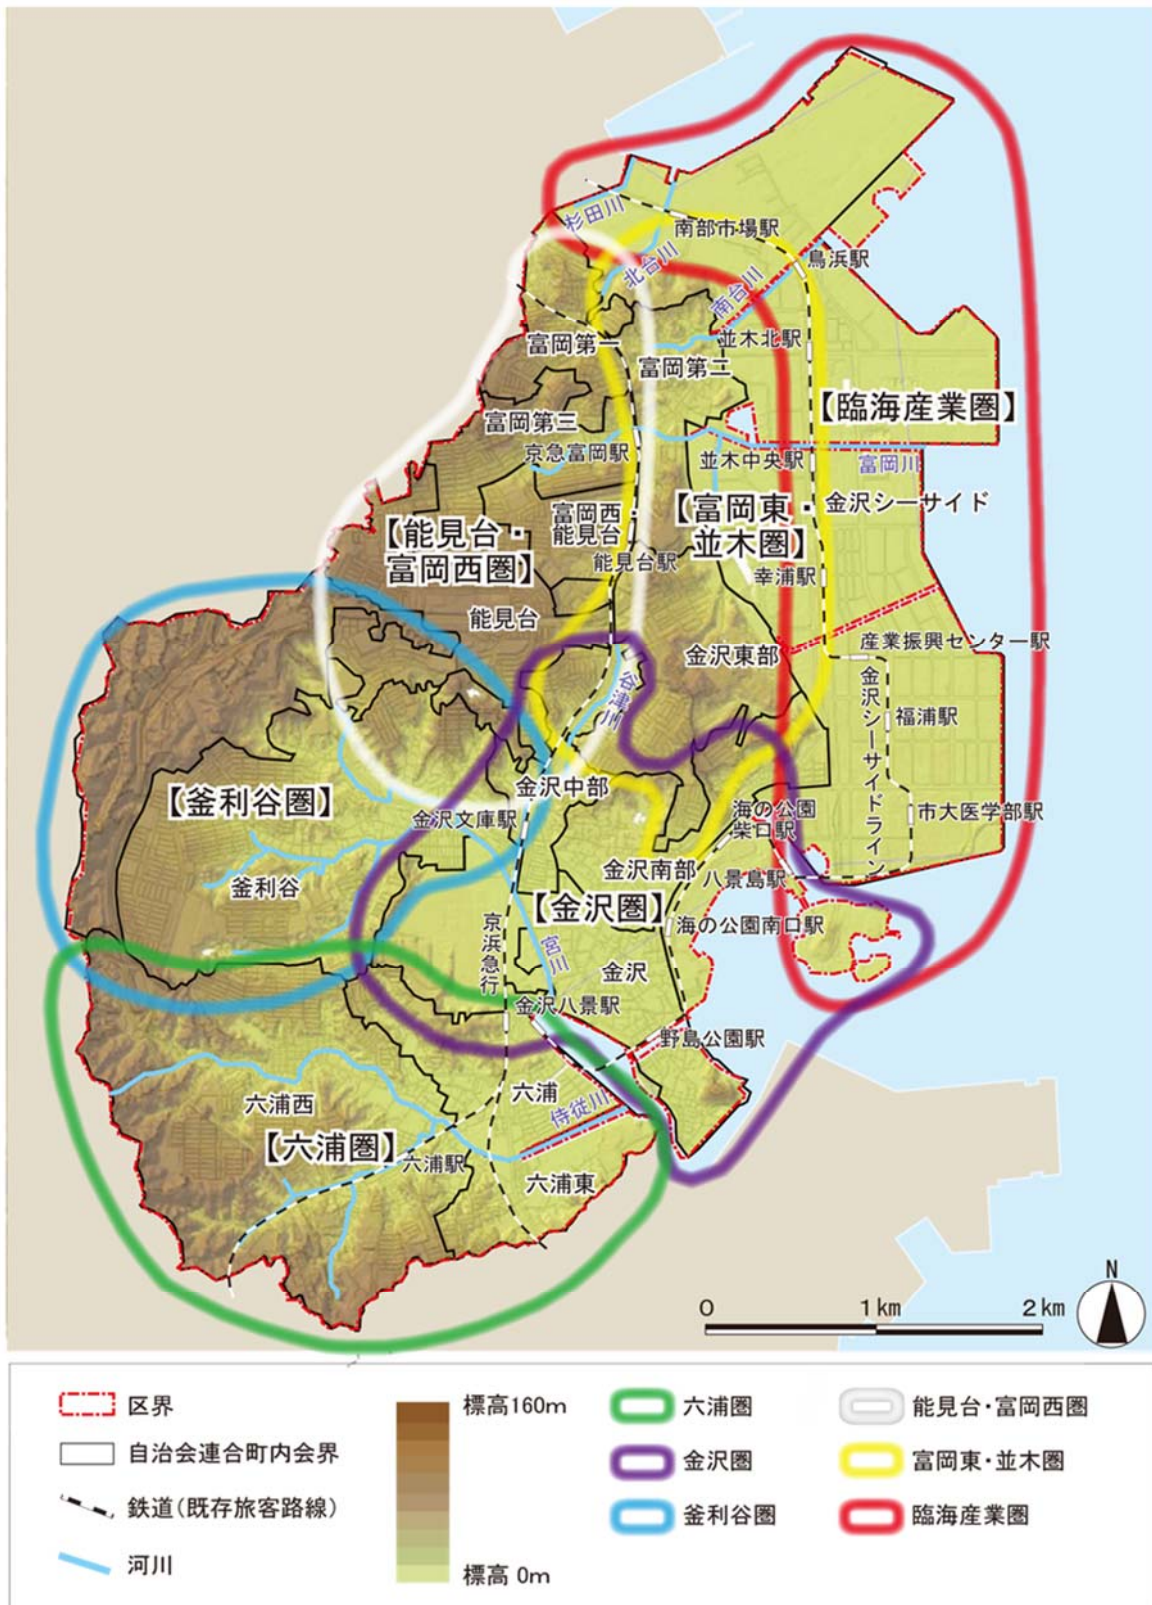 杉田川
南部市場駅
北台川
鳥浜駅
南台川
富岡第一
並木北駅
富岡第二
【臨海産業圏】
富岡第三
京急富岡駅
並木中央駅
富岡川
【能見台・
富岡西圏】
富岡西・
能見台
【富岡東・
並木圏】
金沢シーサイド
能見台駅
幸浦駅
能見台
金沢東部
産業振興センター駅
谷津川
金沢シーサイドライン
福浦駅
金沢中部
【釜利谷圏】
金沢文庫駅
海の公園
柴口駅
市大医学部駅
金沢南部
八景島駅
釜利谷
【金沢圏】
海の公園南口駅
京浜急行
宮川
金沢
金沢八景駅
野島公園駅
六浦
六浦西
侍従川
【六浦圏】
六浦駅
六浦東
N
0 1km 2km
区界
自治会連合町内会界
鉄道(既存旅客路線)
河川
標高160m
標高 0m
六浦圏
金沢圏
釜利谷圏
能見台・富岡西圏
富岡東・並木圏
臨海産業圏